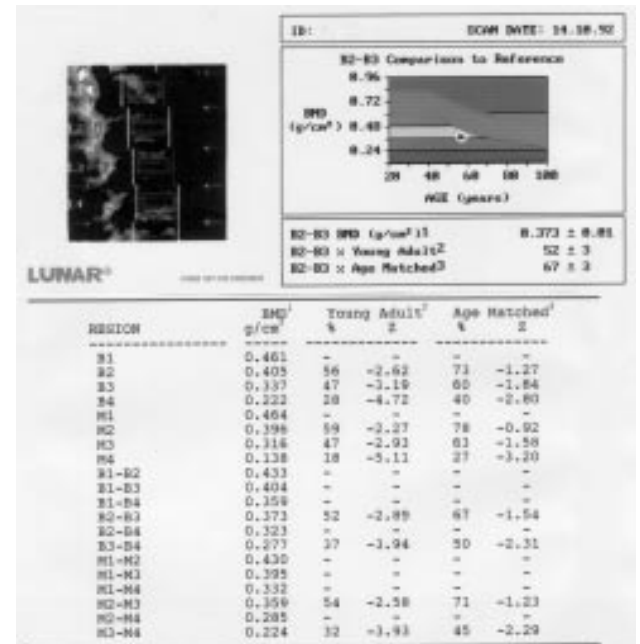 ID: SCAN DATE: 14.10.92
B2-B3 Comparison to Reference
0.96
0.72
BMD
(g/cm²) 0.48
0.24
20 40 60 80 100
AGE (years)
B2-B3 BMD (g/cm²)1 0.373 ± 0.01
B2-B3 % Young Adult2 52 ± 3
B2-B3 % Age Matched3 67 ± 3
LUNAR®
BMD1 Young Adult2 Age Matched3
REGION g/cm2 % Z % Z
B1 0.461 - - - -
B2 0.405 56 -2.62 73 -1.27
B3 0.337 47 -3.19 60 -1.84
B4 0.222 28 -4.72 40 -2.80
M1 0.464 - - - -
M2 0.396 59 -2.27 78 -0.92
M3 0.316 47 -2.93 63 -1.58
M4 0.138 18 -5.11 27 -3.20
B1-B2 0.433 - - - -
B1-B3 0.404 - - - -
B1-B4 0.359 - - - -
B2-B3 0.373 52 -2.89 67 -1.54
B2-B4 0.323 - - - -
B3-B4 0.277 37 -3.94 50 -2.31
M1-M2 0.430 - - - -
M1-M3 0.395 - - - -
M1-M4 0.332 - - - -
M2-M3 0.359 54 -2.58 71 -1.23
M2-M4 0.285 - - - -
M3-M4 0.224 32 -3.93 45 -2.29